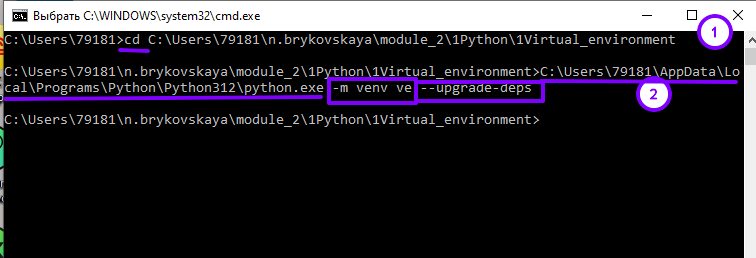 Выбрать C:\WINDOWS\system32\cmd.exe
C:\Users\79181>cd C:\Users\79181\n.brykovskaya\module_2\1Python\1Virtual_environment
1
C:\Users\79181\n.brykovskaya\module_2\1Python\1Virtual_environment>C:\Users\79181\AppData\Lo
cal\Programs\Python\Python312\python.exe -m venv ve --upgrade-deps
2
C:\Users\79181\n.brykovskaya\module_2\1Python\1Virtual_environment>